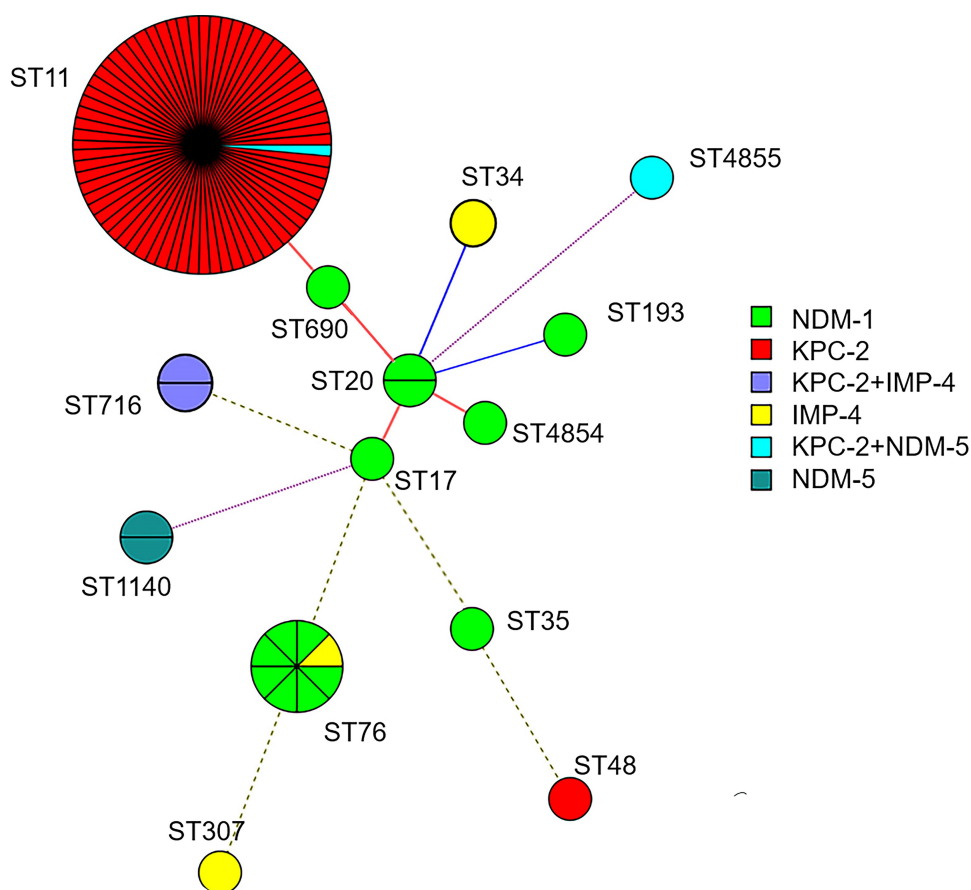 ST11
ST4855
ST34
ST193
ST690
ST20
ST716
ST4854
ST17
ST1140
ST35
ST76
ST48
ST307
NDM-1
KPC-2
KPC-2+IMP-4
IMP-4
KPC-2+NDM-5
NDM-5